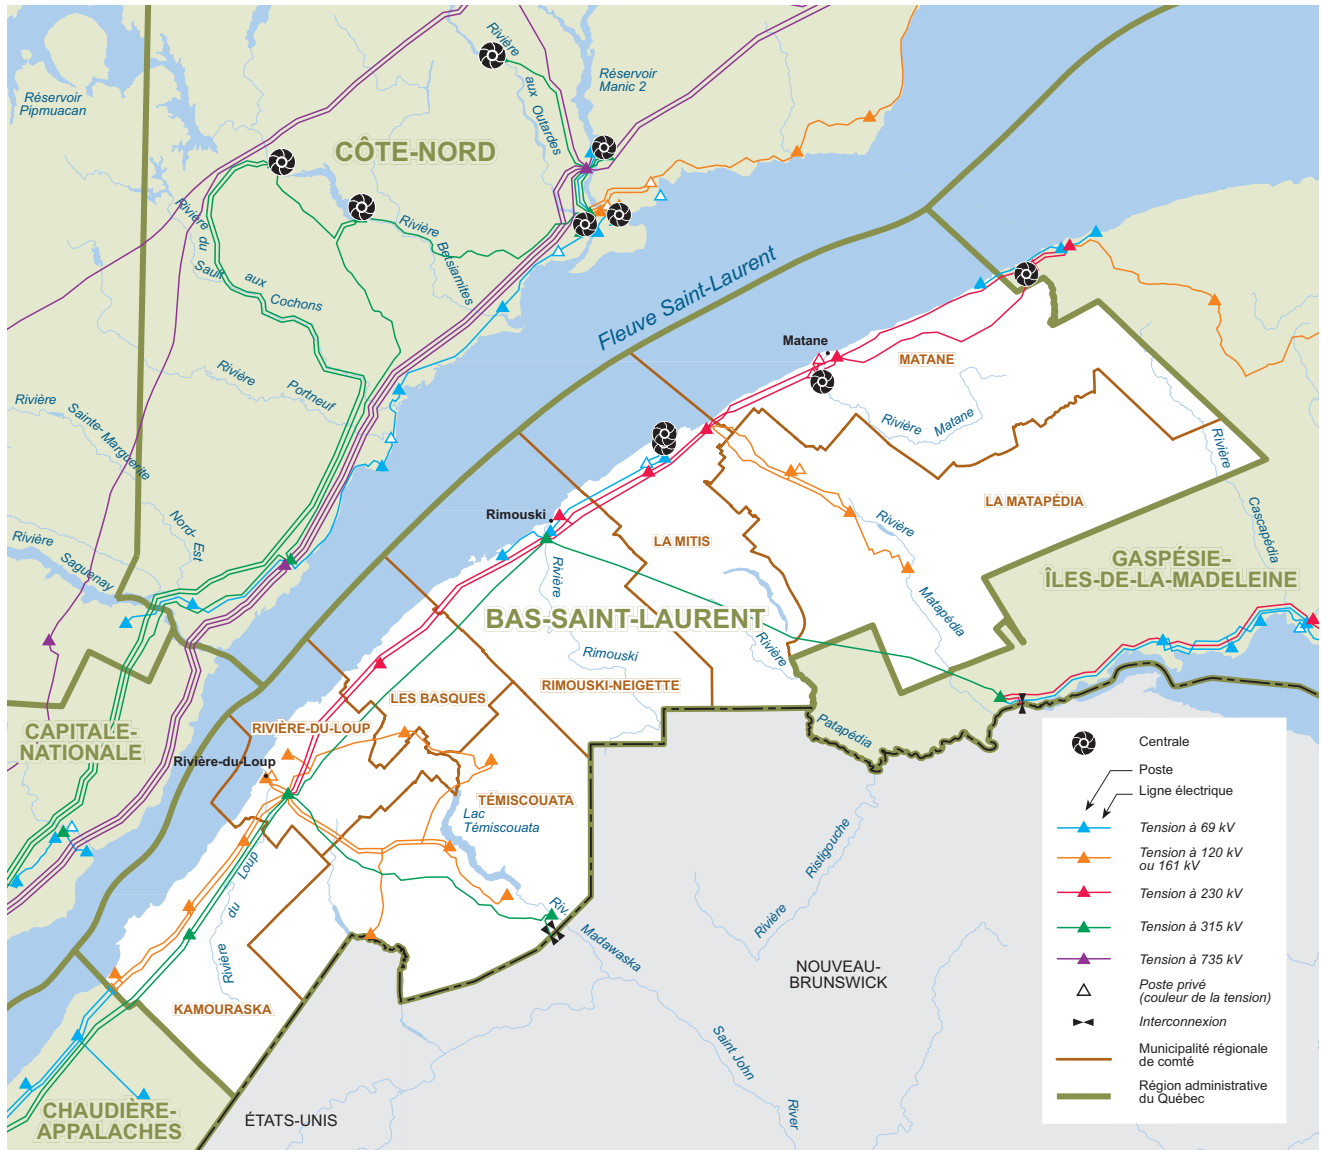 Réservoir
Pipmuacan
Rivière
aux Outardes
Réservoir
Manic 2
CÔTE-NORD
Rivière du
Sault
aux
Cochons
Rivière
Betsiamites
Rivière
Portneuf
Rivière
Sainte-Marguerite
Nord-Est
Rivière
Saguenay
Fleuve Saint-Laurent
Matane
MATANE
Rivière
Matane
LA MATAPÉDIA
Rivière
Cascapédia
Rivière
Matapédia
GASPÉSIE-
ÎLES-DE-LA-MADELEINE
Rimouski
LA MITIS
Rivière
Rimouski
BAS-SAINT-LAURENT
Rivière
Patapédia
RIMOUSKI-NEIGETTE
LES BASQUES
RIVIÈRE-DU-LOUP
Rivière-du-Loup
CAPITALE-
NATIONALE
TÉMISCOUATA
Lac
Témiscouata
Rivière du Loup
Riv.
Madawaska
KAMOURASKA
Rivière
Ristigouche
NOUVEAU-
BRUNSWICK
Saint John
River
ÉTATS-UNIS
CHAUDIÈRE-
APPALACHES
Centrale
Poste
Ligne électrique
Tension à 69 kV
Tension à 120 kV
ou 161 kV
Tension à 230 kV
Tension à 315 kV
Tension à 735 kV
Poste privé
(couleur de la tension)
Interconnexion
Municipalité régionale
de comté
Région administrative
du Québec